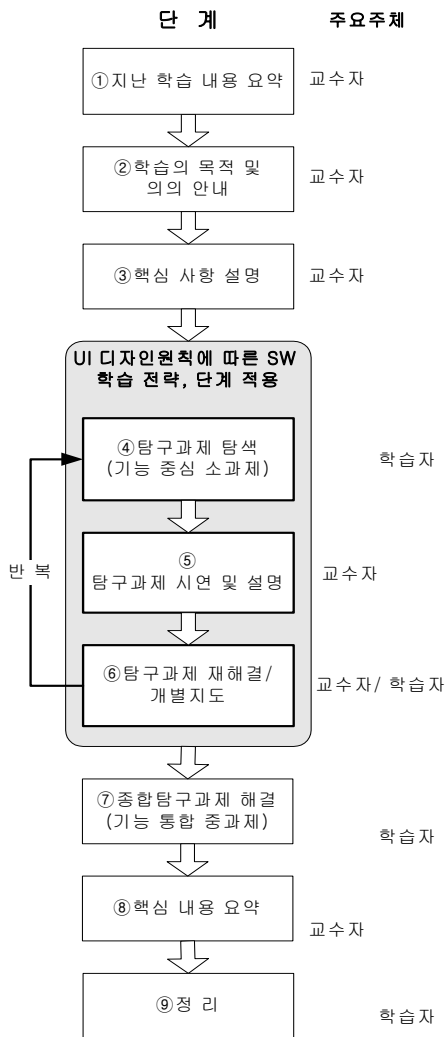 단 계 주요주체
①지난 학습 내용 요약 교수자
②학습의 목적 및
의의 안내 교수자
③핵심 사항 설명 교수자
UI 디자인원칙에 따른 SW
학습 전략, 단계 적용
④탐구과제 탐색
(기능 중심 소과제) 학습자
⑤
탐구과제 시연 및 설명 교수자
반 복
⑥탐구과제 재해결/
개별지도 교수자/ 학습자
⑦종합탐구과제 해결
(기능 통합 중과제) 학습자
⑧핵심 내용 요약 교수자
⑨정 리 학습자